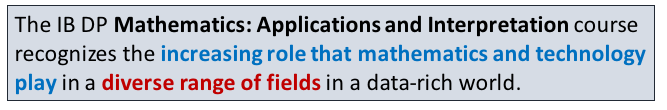 The IB DP Mathematics: Applications and Interpretation course
recognizes the increasing role that mathematics and technology
play in a diverse range of fields in a data-rich world.